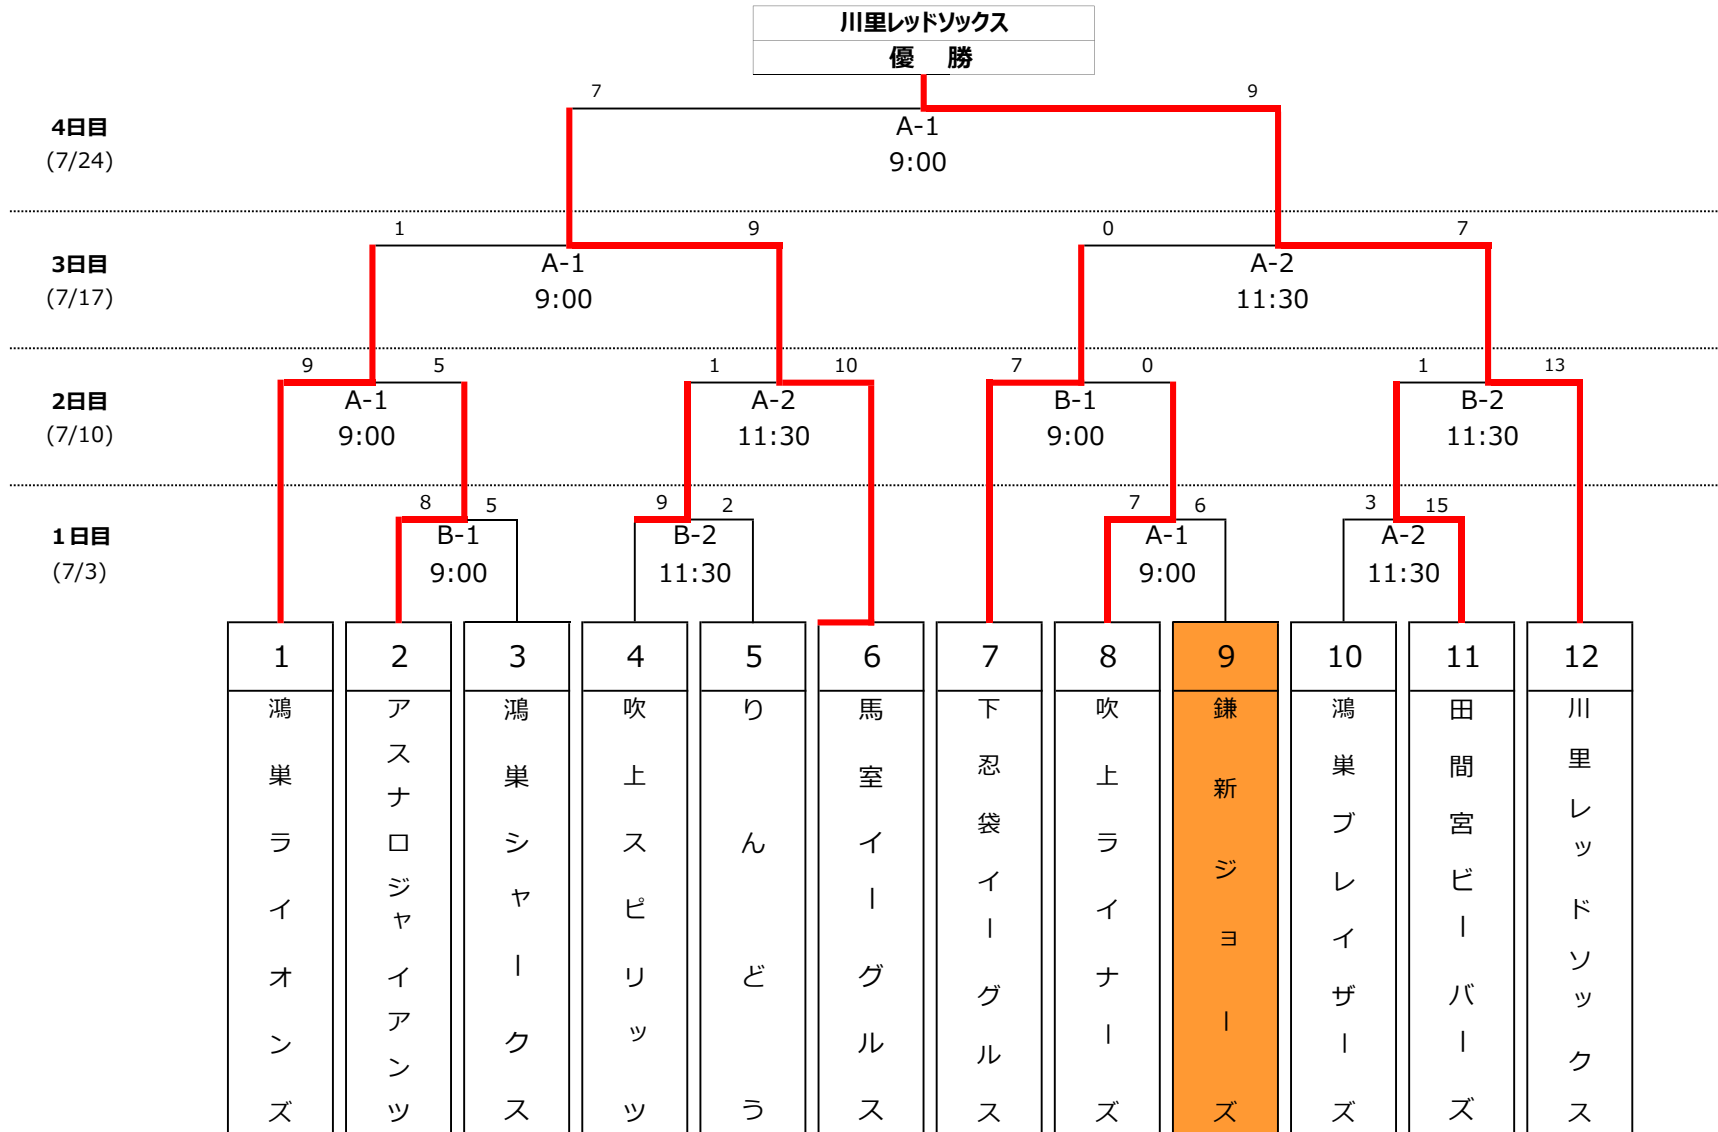 川里レッドソックス
優 勝
7 9
4日目
(7/24)
A-1
9:00
1 9 0 7
3日目
(7/17)
A-1
9:00
A-2
11:30
9 5 1 10 7 0 1 13
2日目
(7/10)
A-1
9:00
A-2
11:30
B-1
9:00
B-2
11:30
8 5 9 2 7 6 3 15
1日目
(7/3)
B-1
9:00
B-2
11:30
A-1
9:00
A-2
11:30
1
鴻巣ライオンズ
2
アスナロジャイアンツ
3
鴻巣シャークス
4
吹上スピリッツ
5
りんどう
6
馬室イーグルス
7
下忍袋イーグルス
8
吹上ライナーズ
9
鎌新ジョーズ
10
鴻巣ブレイザーズ
11
田間宮ビーバーズ
12
川里レッドソックス